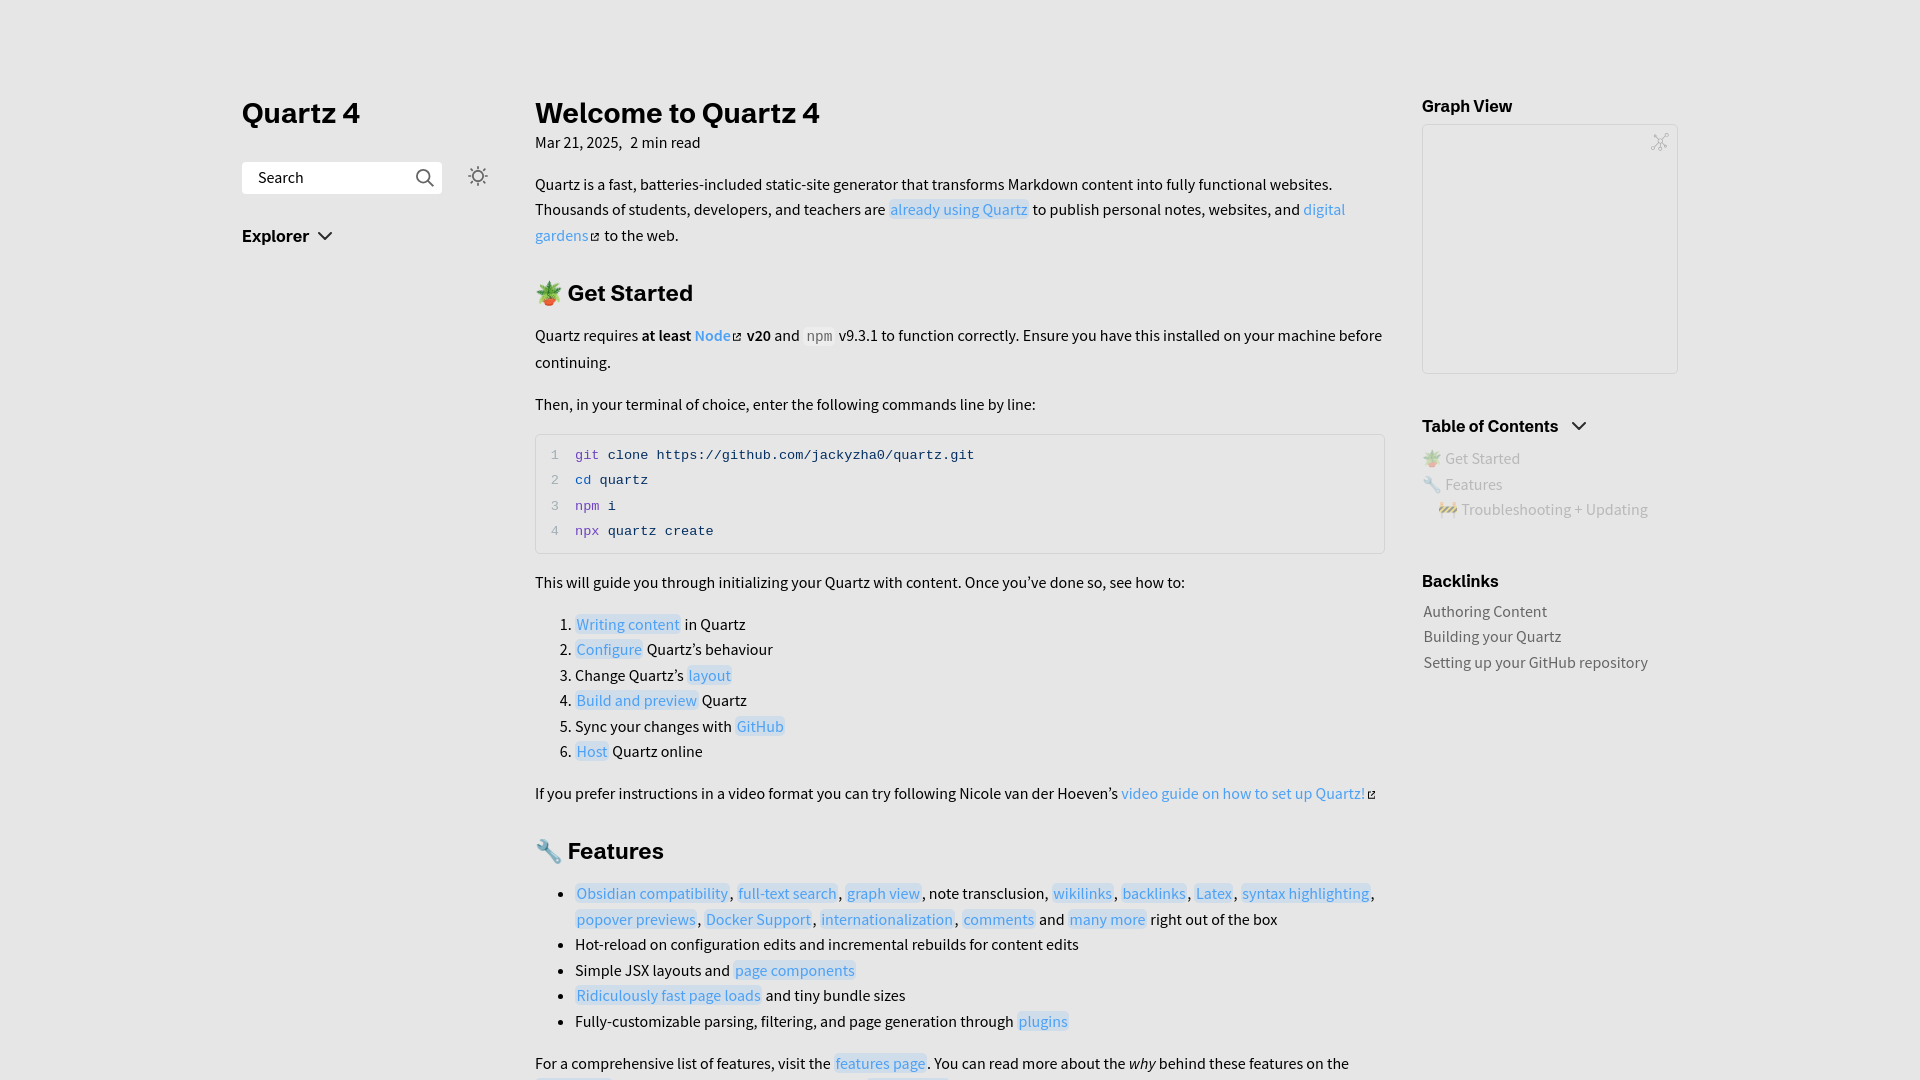 Quartz 4
Search
Explorer
Welcome to Quartz 4
Mar 21, 2025, 2 min read
Quartz is a fast, batteries-included static-site generator that transforms Markdown content into fully functional websites.
Thousands of students, developers, and teachers are already using Quartz to publish personal notes, websites, and digital
gardens to the web.
🪴 Get Started
Quartz requires at least Node v20 and npm v9.3.1 to function correctly. Ensure you have this installed on your machine before
continuing.
Then, in your terminal of choice, enter the following commands line by line:
1 git clone https://github.com/jackyzha0/quartz.git
2 cd quartz
3 npm i
4 npx quartz create
This will guide you through initializing your Quartz with content. Once you’ve done so, see how to:
1. Writing content in Quartz
2. Configure Quartz’s behaviour
3. Change Quartz’s layout
4. Build and preview Quartz
5. Sync your changes with GitHub
6. Host Quartz online
If you prefer instructions in a video format you can try following Nicole van der Hoeven’s video guide on how to set up Quartz!
🔧 Features
• Obsidian compatibility, full-text search, graph view, note transclusion, wikilinks, backlinks, Latex, syntax highlighting,
popover previews, Docker Support, internationalization, comments and many more right out of the box
• Hot-reload on configuration edits and incremental rebuilds for content edits
• Simple JSX layouts and page components
• Ridiculously fast page loads and tiny bundle sizes
• Fully-customizable parsing, filtering, and page generation through plugins
For a comprehensive list of features, visit the features page. You can read more about the why behind these features on the
Graph View
Table of Contents
🪴 Get Started
🔧 Features
🚧 Troubleshooting + Updating
Backlinks
Authoring Content
Building your Quartz
Setting up your GitHub repository